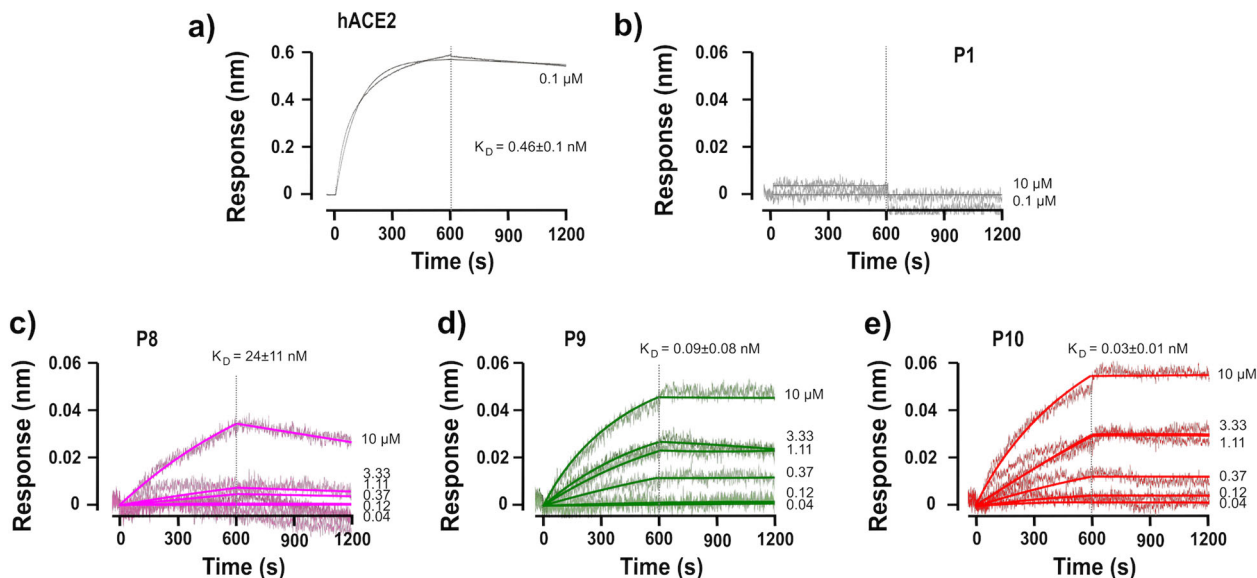 a)
hACE2
Response (nm)
0.6
0.4
0.2
0
0.1 µM
K_D = 0.46±0.1 nM
0 300 600 900 1200
Time (s)
b)
P1
Response (nm)
0.06
0.04
0.02
0
10 µM
0.1 µM
0 300 600 900 1200
Time (s)
c)
P8
K_D = 24±11 nM
Response (nm)
0.06
0.04
0.02
0
10 µM
3.33
1.11
0.37
0.12
0.04
0 300 600 900 1200
Time (s)
d)
P9
K_D = 0.09±0.08 nM
Response (nm)
0.06
0.04
0.02
0
10 µM
3.33
1.11
0.37
0.12
0.04
0 300 600 900 1200
Time (s)
e)
P10
K_D = 0.03±0.01 nM
Response (nm)
0.06
0.04
0.02
0
10 µM
3.33
1.11
0.37
0.12
0.04
0 300 600 900 1200
Time (s)